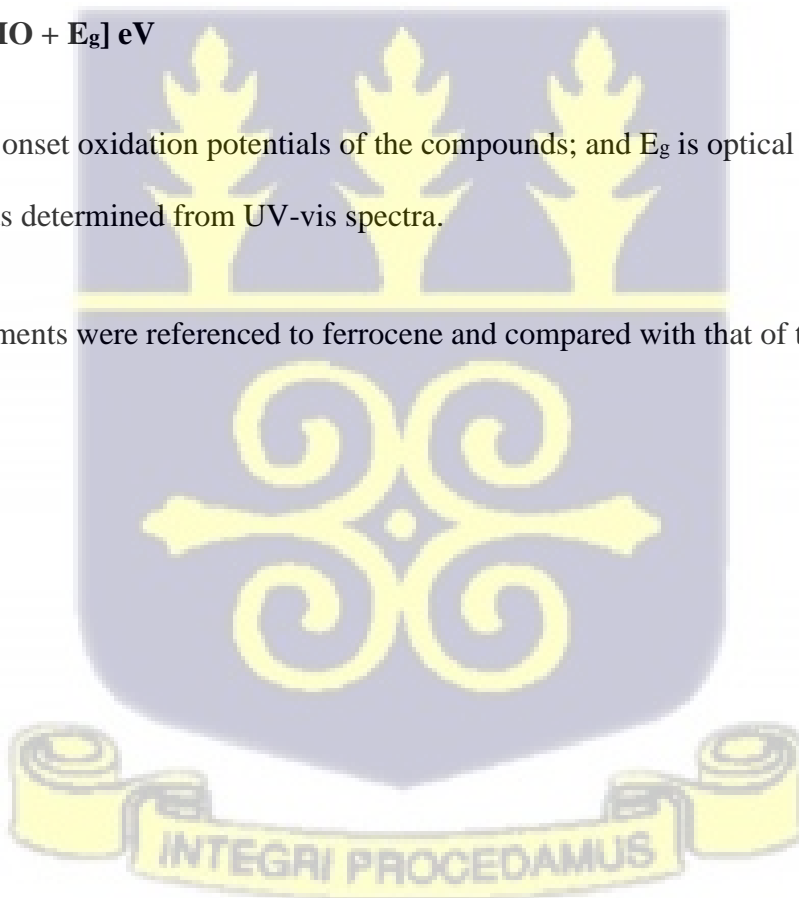 IO + Eg] eV
onset oxidation potentials of the compounds; and Eg is optical
s determined from UV-vis spectra.
ments were referenced to ferrocene and compared with that of t
INTEGRI PROCEDAMUS